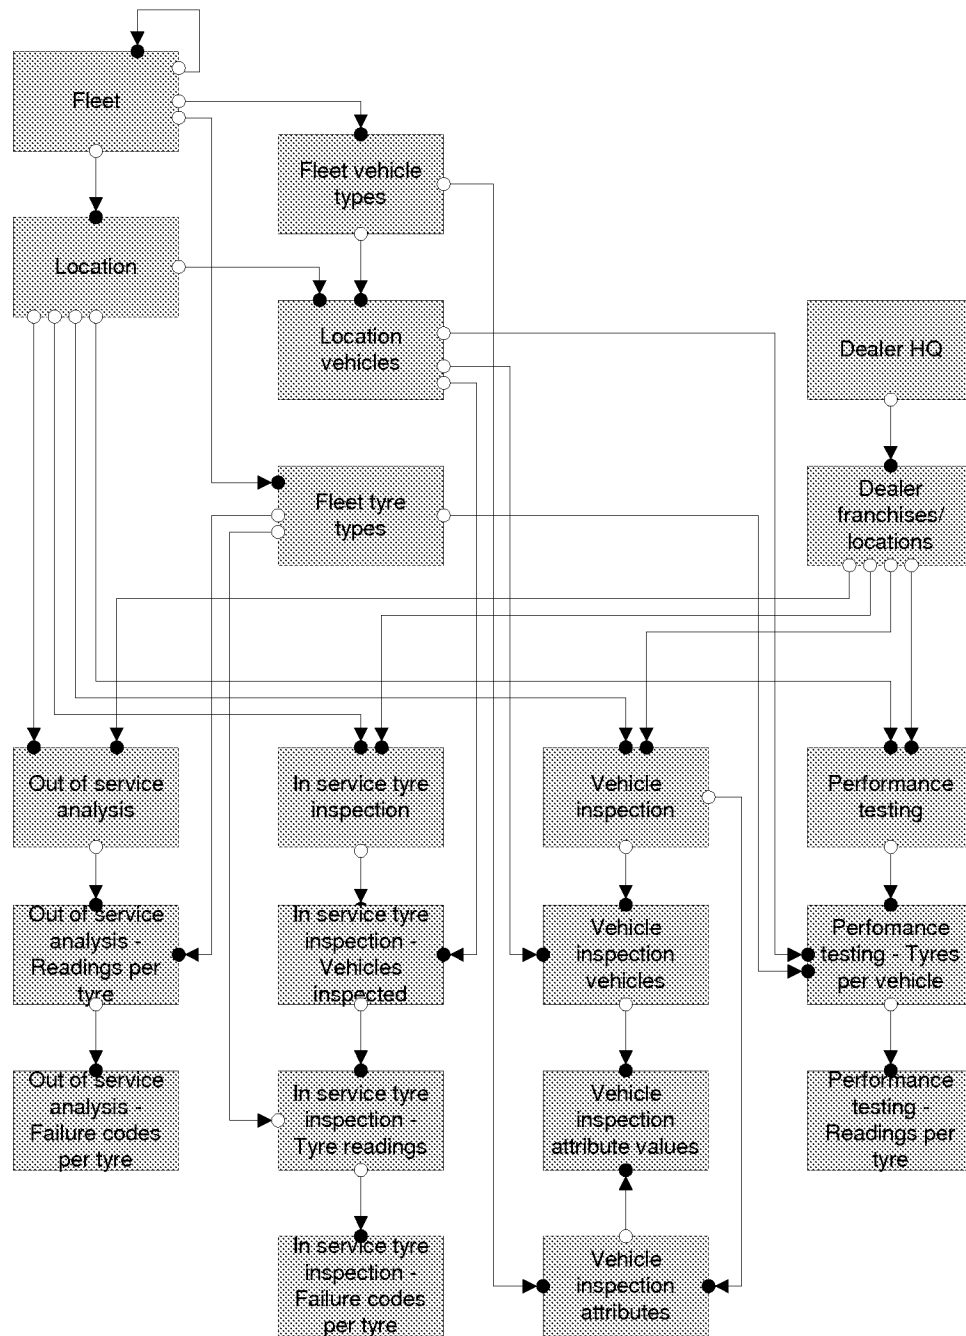 Fleet
Fleet vehicle
types
Location
Location
vehicles
Dealer HQ
Fleet tyre
types
Dealer
franchises/
locations
Out of service
analysis
In service tyre
inspection
Vehicle
inspection
Performance
testing
Out of service
analysis -
Readings per
tyre
In service tyre
inspection -
Vehicles
inspected
Vehicle
inspection
vehicles
Perfomance
testing - Tyres
per vehicle
Out of service
analysis -
Failure codes
per tyre
In service tyre
inspection -
Tyre readings
Vehicle
inspection
attribute values
Performance
testing -
Readings per
tyre
In service tyre
inspection -
Failure codes
per tyre
Vehicle
inspection
attributes